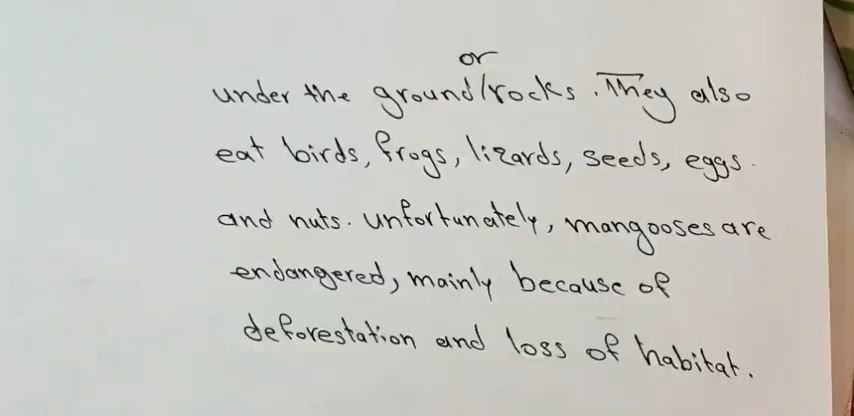 or
under the ground/rocks. They also
eat birds, frogs, lizards, seeds, eggs
and nuts. unfortunately, mangooses are
endangered, mainly because of
deforestation and loss of habitat.